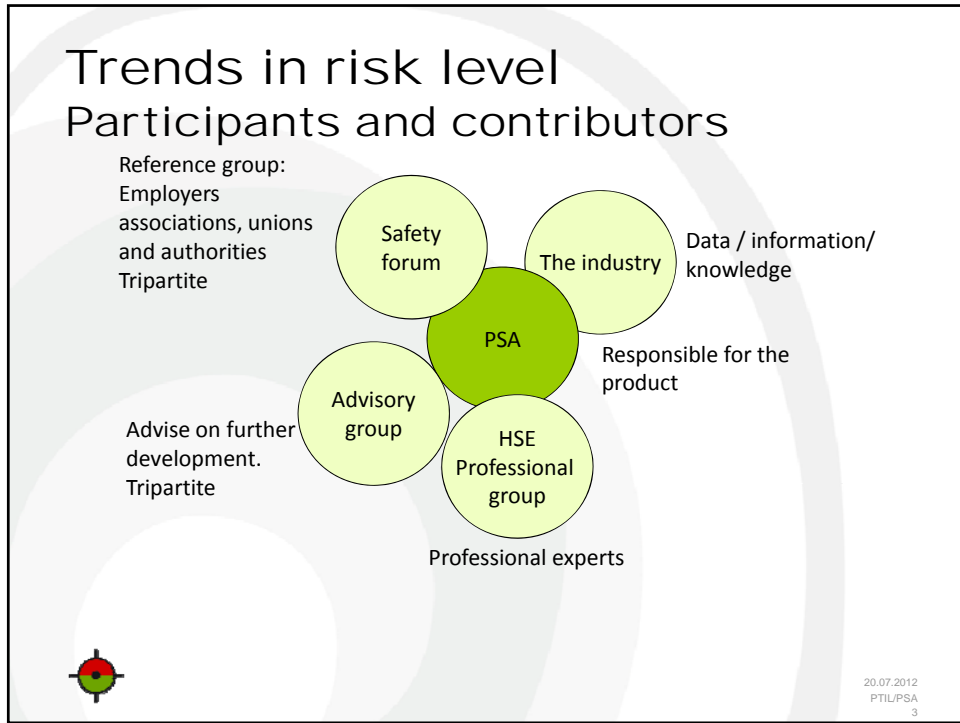 Trends in risk level
Participants and contributors
Reference group:
Employers
associations, unions
and authorities
Tripartite
Safety
forum
The industry
Data / information/
knowledge
PSA
Responsible for the
product
Advisory
group
Advise on further
development.
Tripartite
HSE
Professional
group
Professional experts
20.07.2012
PTIL/PSA
3